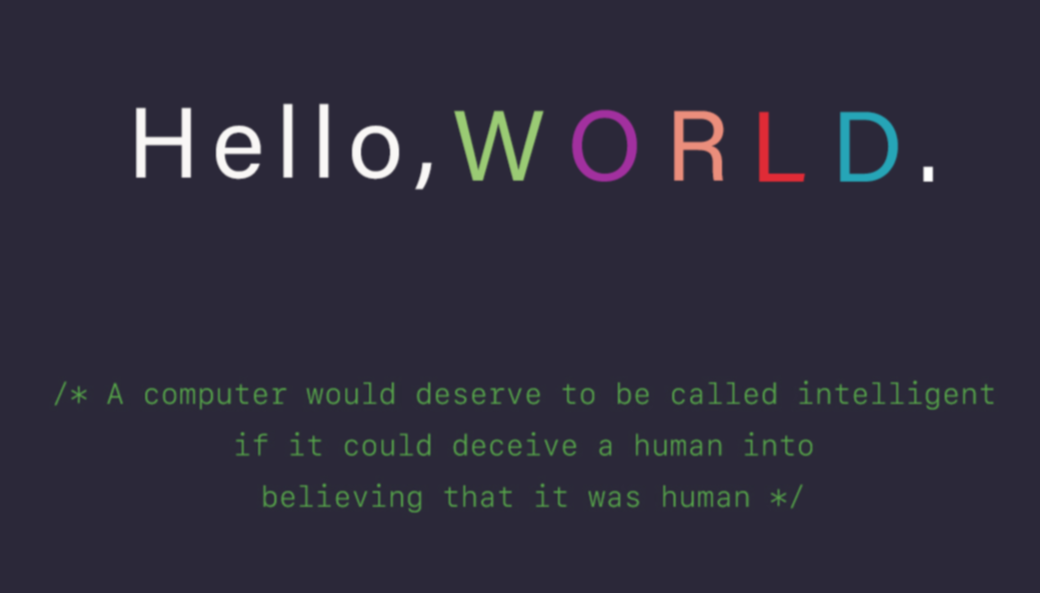 Hello, WORLD.
/* A computer would deserve to be called intelligent
if it could deceive a human into
believing that it was human */